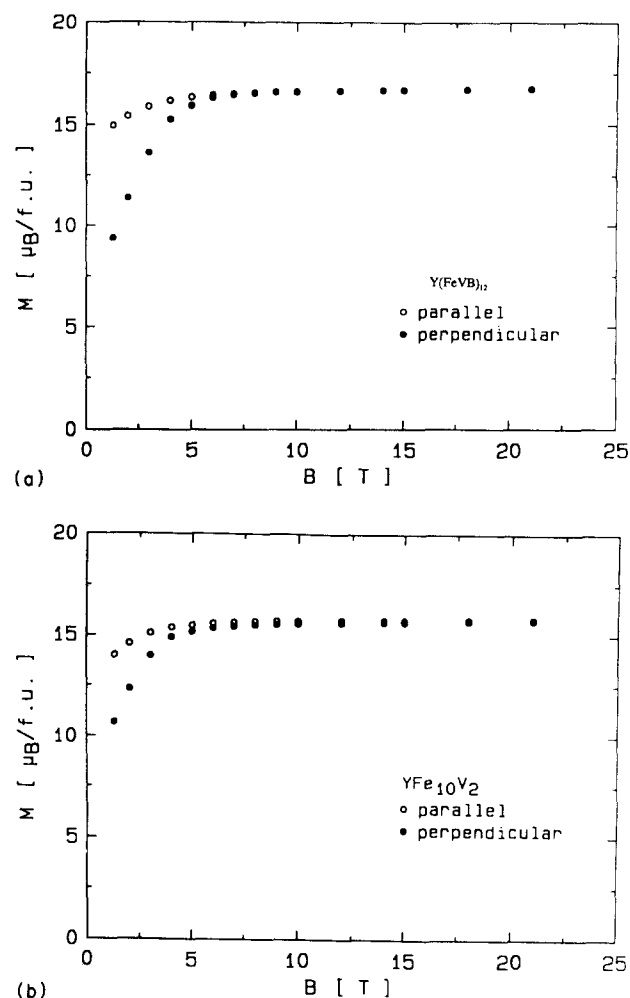 20
15
10
5
0
M [ μB/f.u. ]
Y(FeVB)₁₂
○ parallel
● perpendicular
0 5 10 15 20 25
(a) B [ T ]
20
15
10
5
0
M [ μB/f.u. ]
YFe₁₀V₂
○ parallel
● perpendicular
0 5 10 15 20 25
(b) B [ T ]